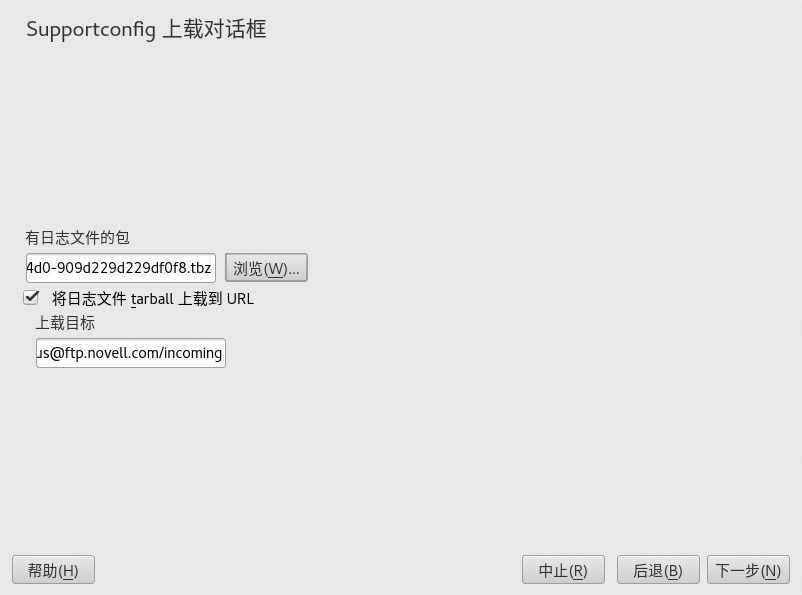 Supportconfig 上载对话框
有日志文件的包
4d0-909d229d229df0f8.tbz 浏览(W)...
将日志文件 tarball 上载到 URL
上载目标
us@ftp.novell.com/incoming
帮助(H) 中止(R) 后退(B) 下一步(N)